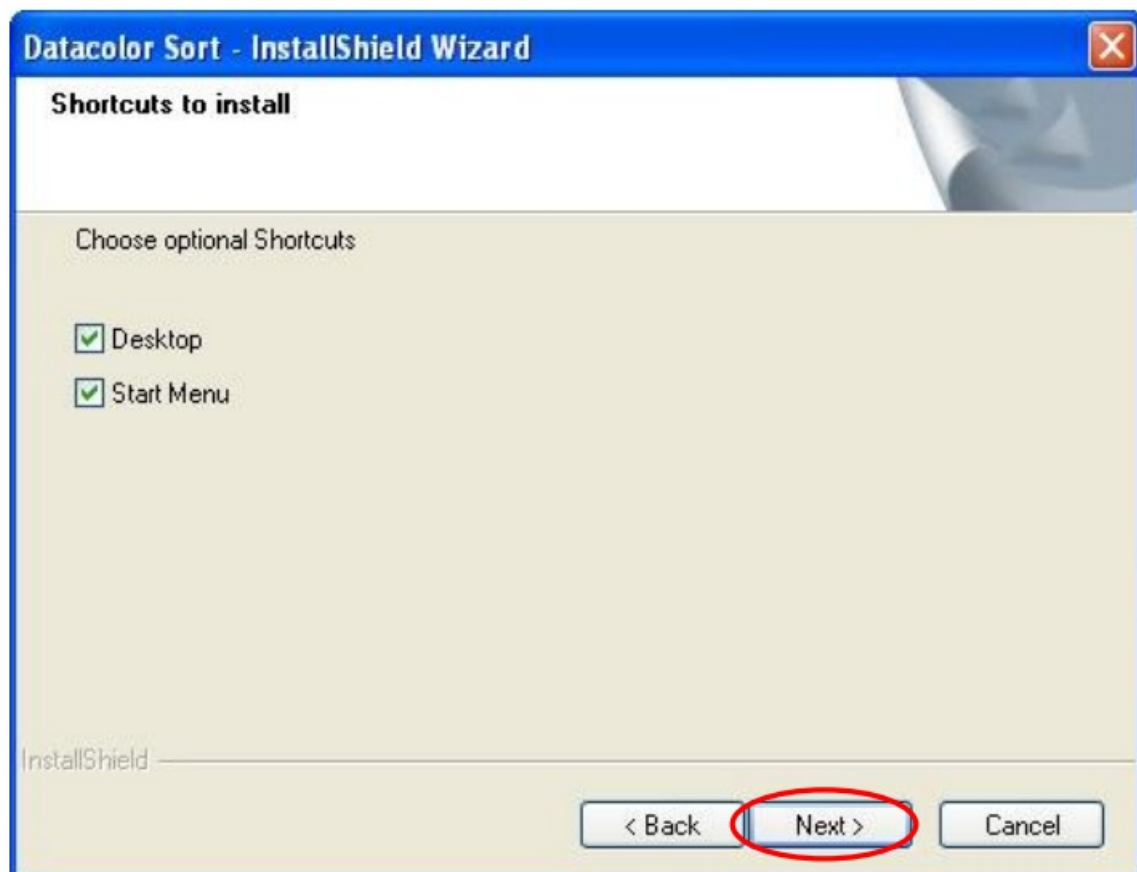 Datacolor Sort - InstallShield Wizard
Shortcuts to install
Choose optional Shortcuts
Desktop
Start Menu
InstallShield
< Back Next > Cancel